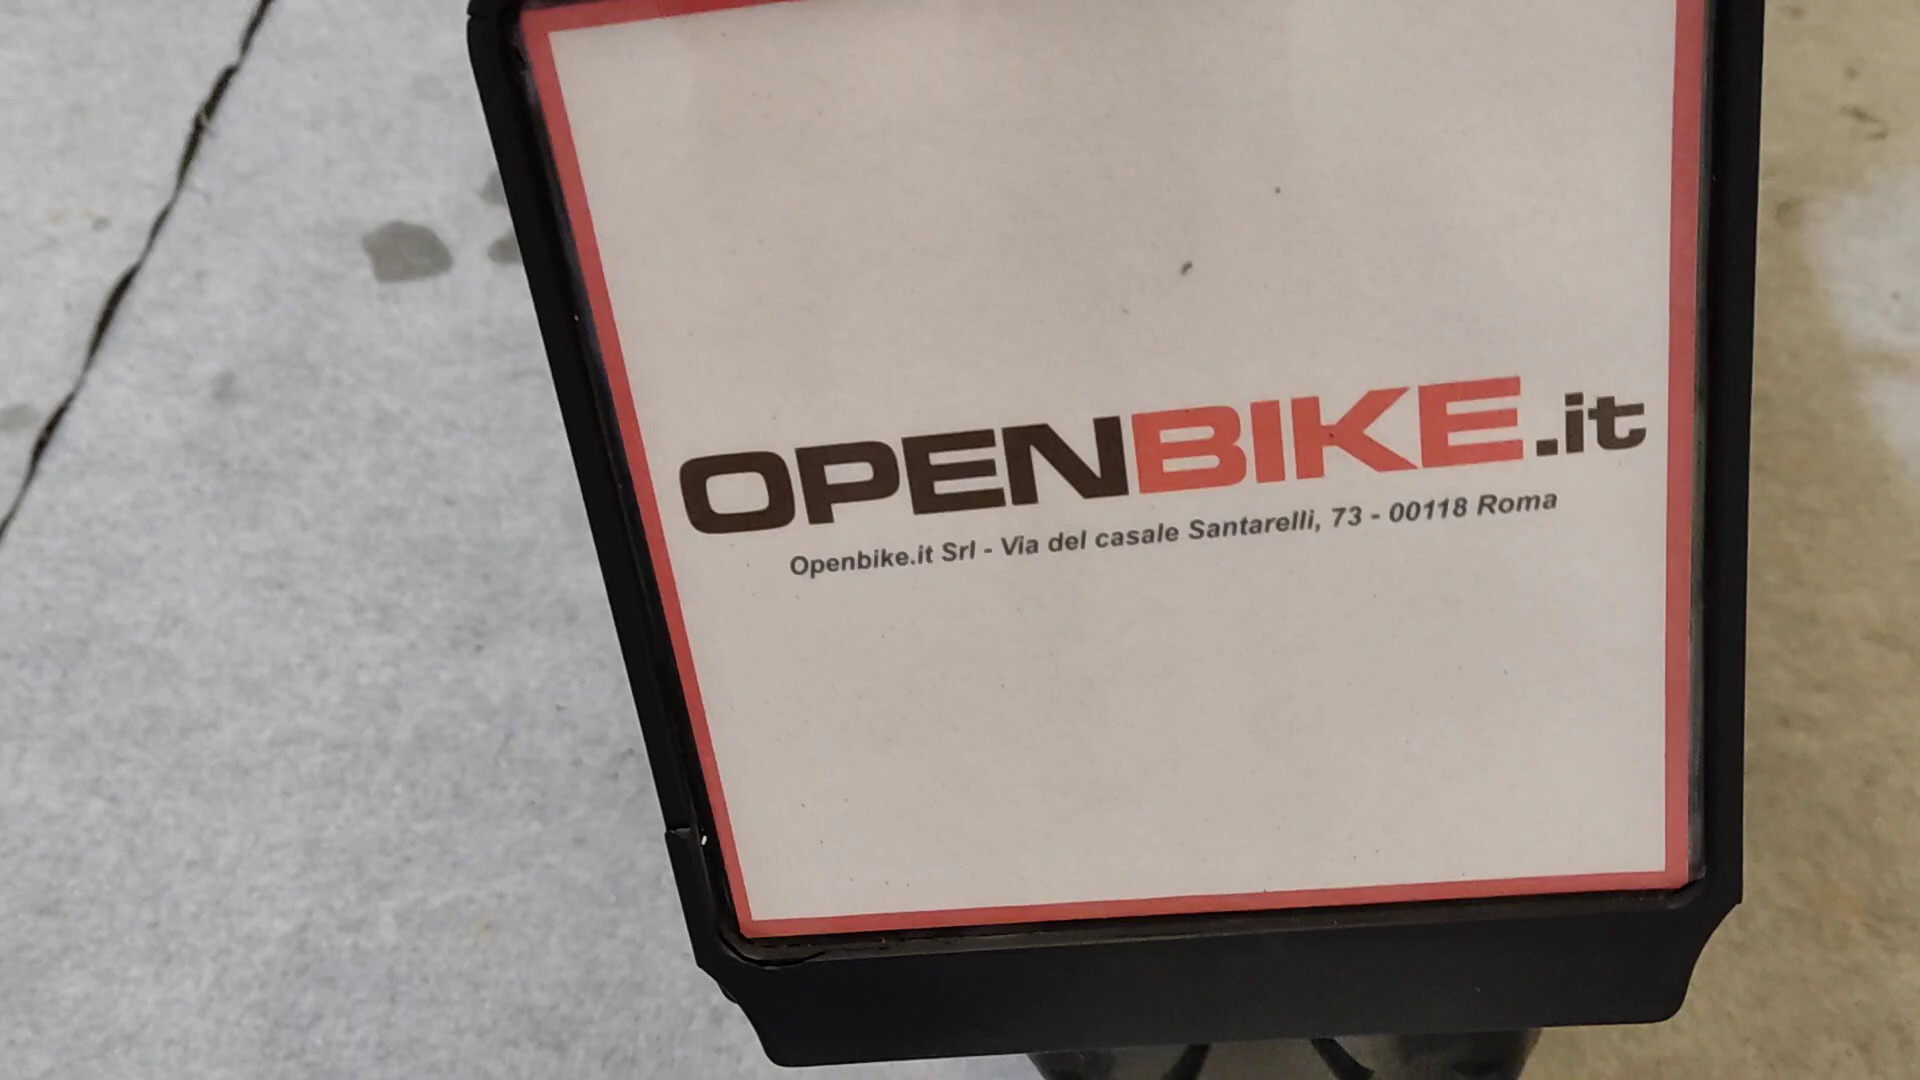 OPENBIKE.it
Openbike.it Srl - Via del casale Santarelli, 73 - 00118 Roma